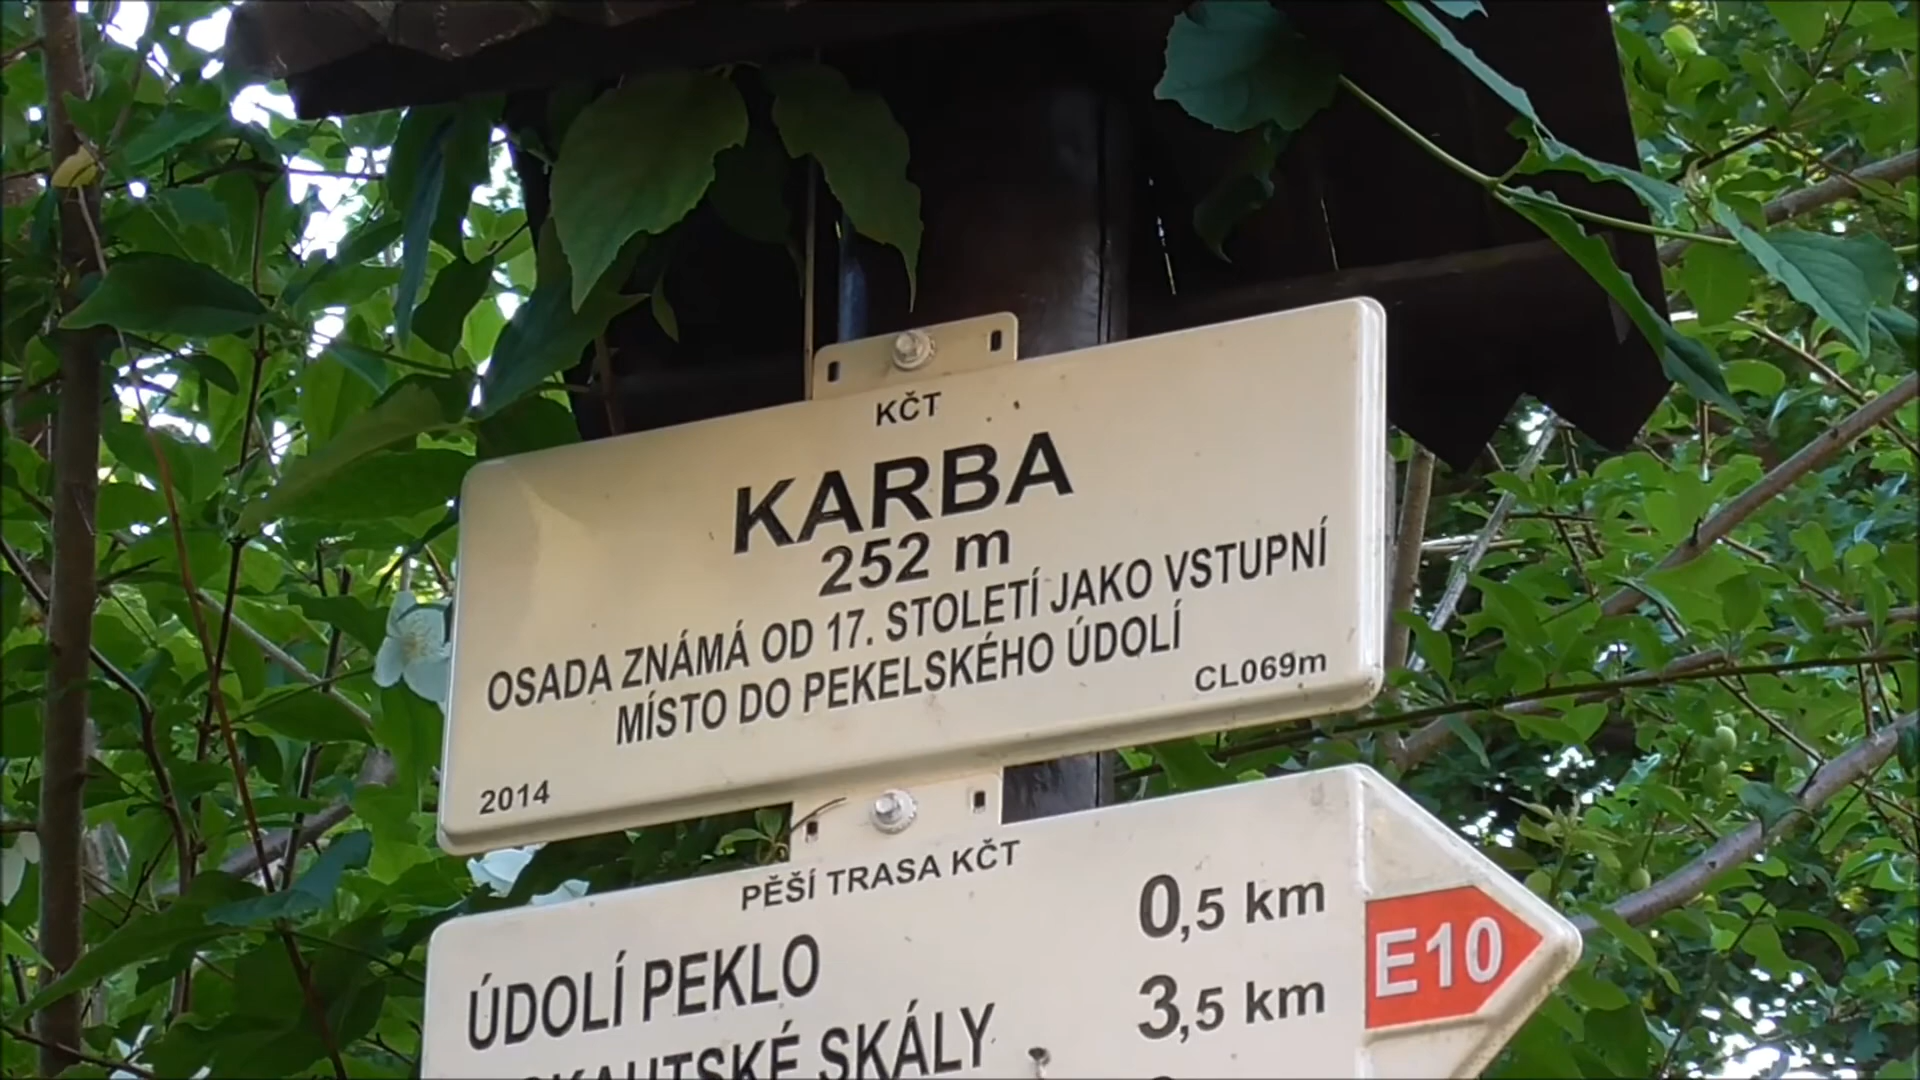 KČT
KARBA
252 m
OSADA ZNÁMÁ OD 17. STOLETÍ JAKO VSTUPNÍ
MÍSTO DO PEKELSKÉHO ÚDOLÍ
CL069m
2014
PĚŠÍ TRASA KČT
ÚDOLÍ PEKLO 0,5 km
SKÁLY 3,5 km
E10